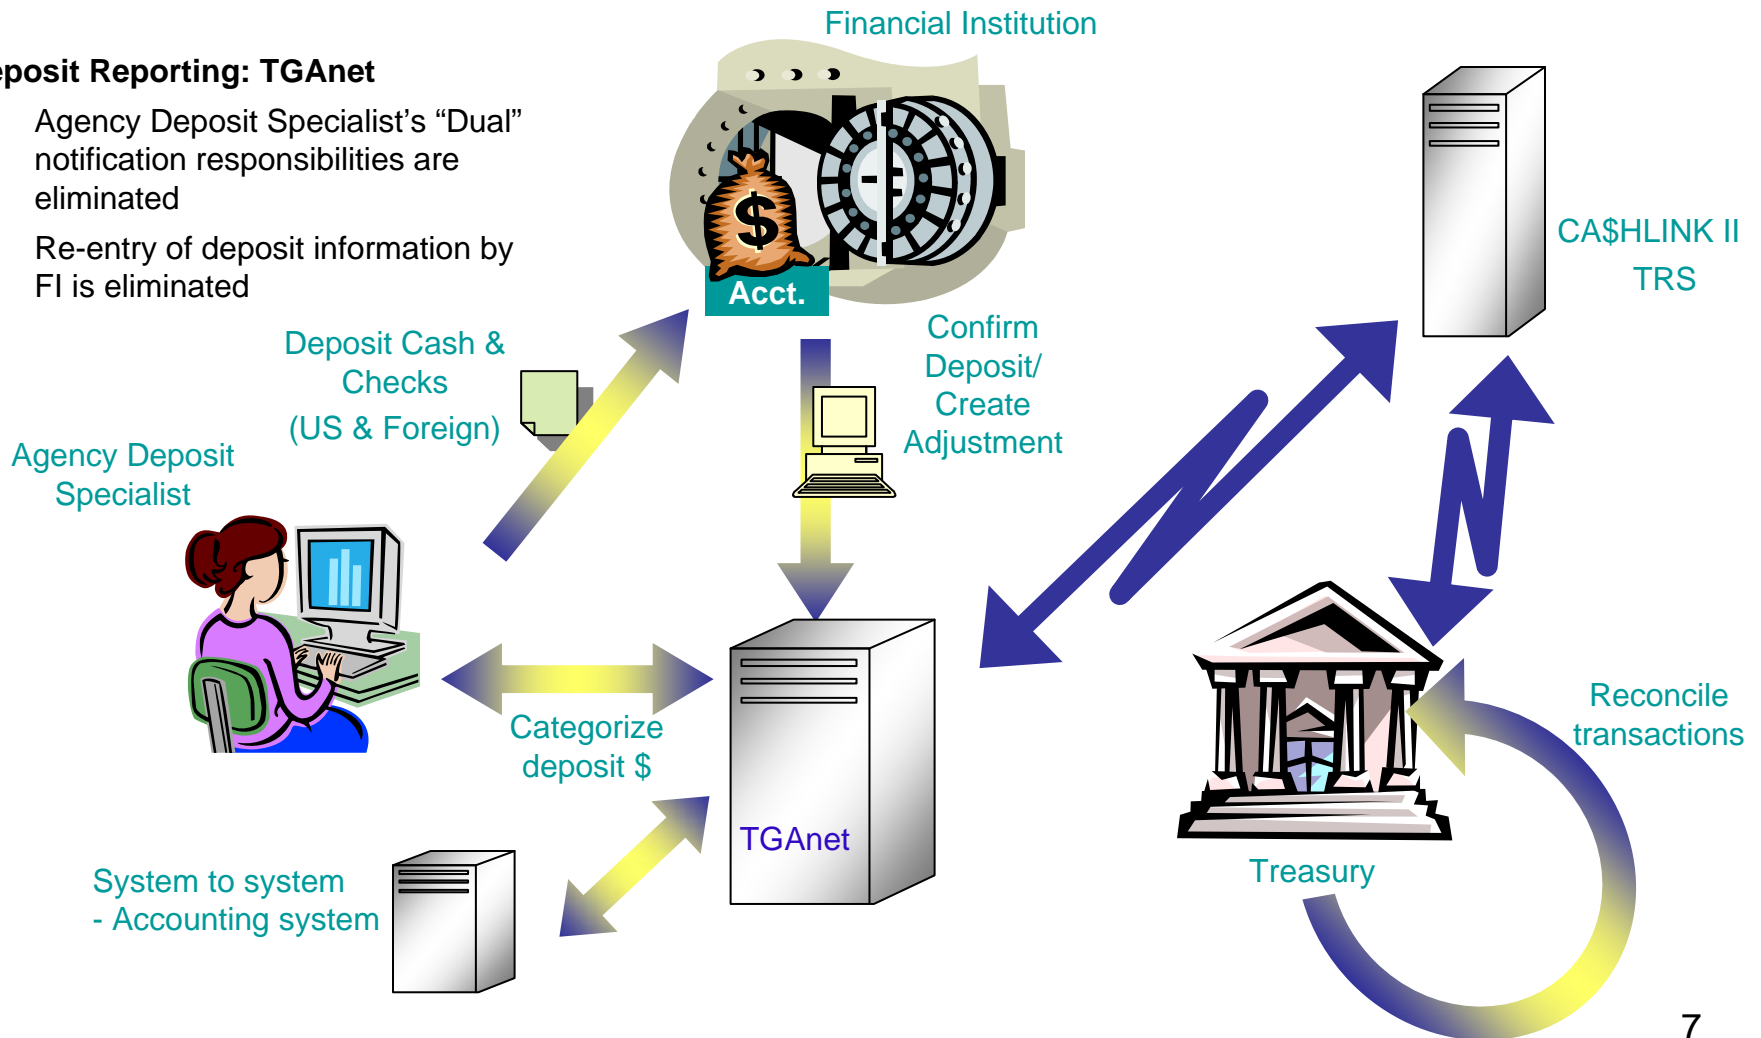 Financial Institution
eposit Reporting: TGAnet
Agency Deposit Specialist’s “Dual”
notification responsibilities are
eliminated
Re-entry of deposit information by
FI is eliminated
$
Acct.
CA$HLINK II
TRS
Deposit Cash &
Checks
(US & Foreign)
Confirm
Deposit/
Create
Adjustment
Agency Deposit
Specialist
Categorize
deposit $
TGAnet
System to system
- Accounting system
Reconcile
transactions
Treasury
7